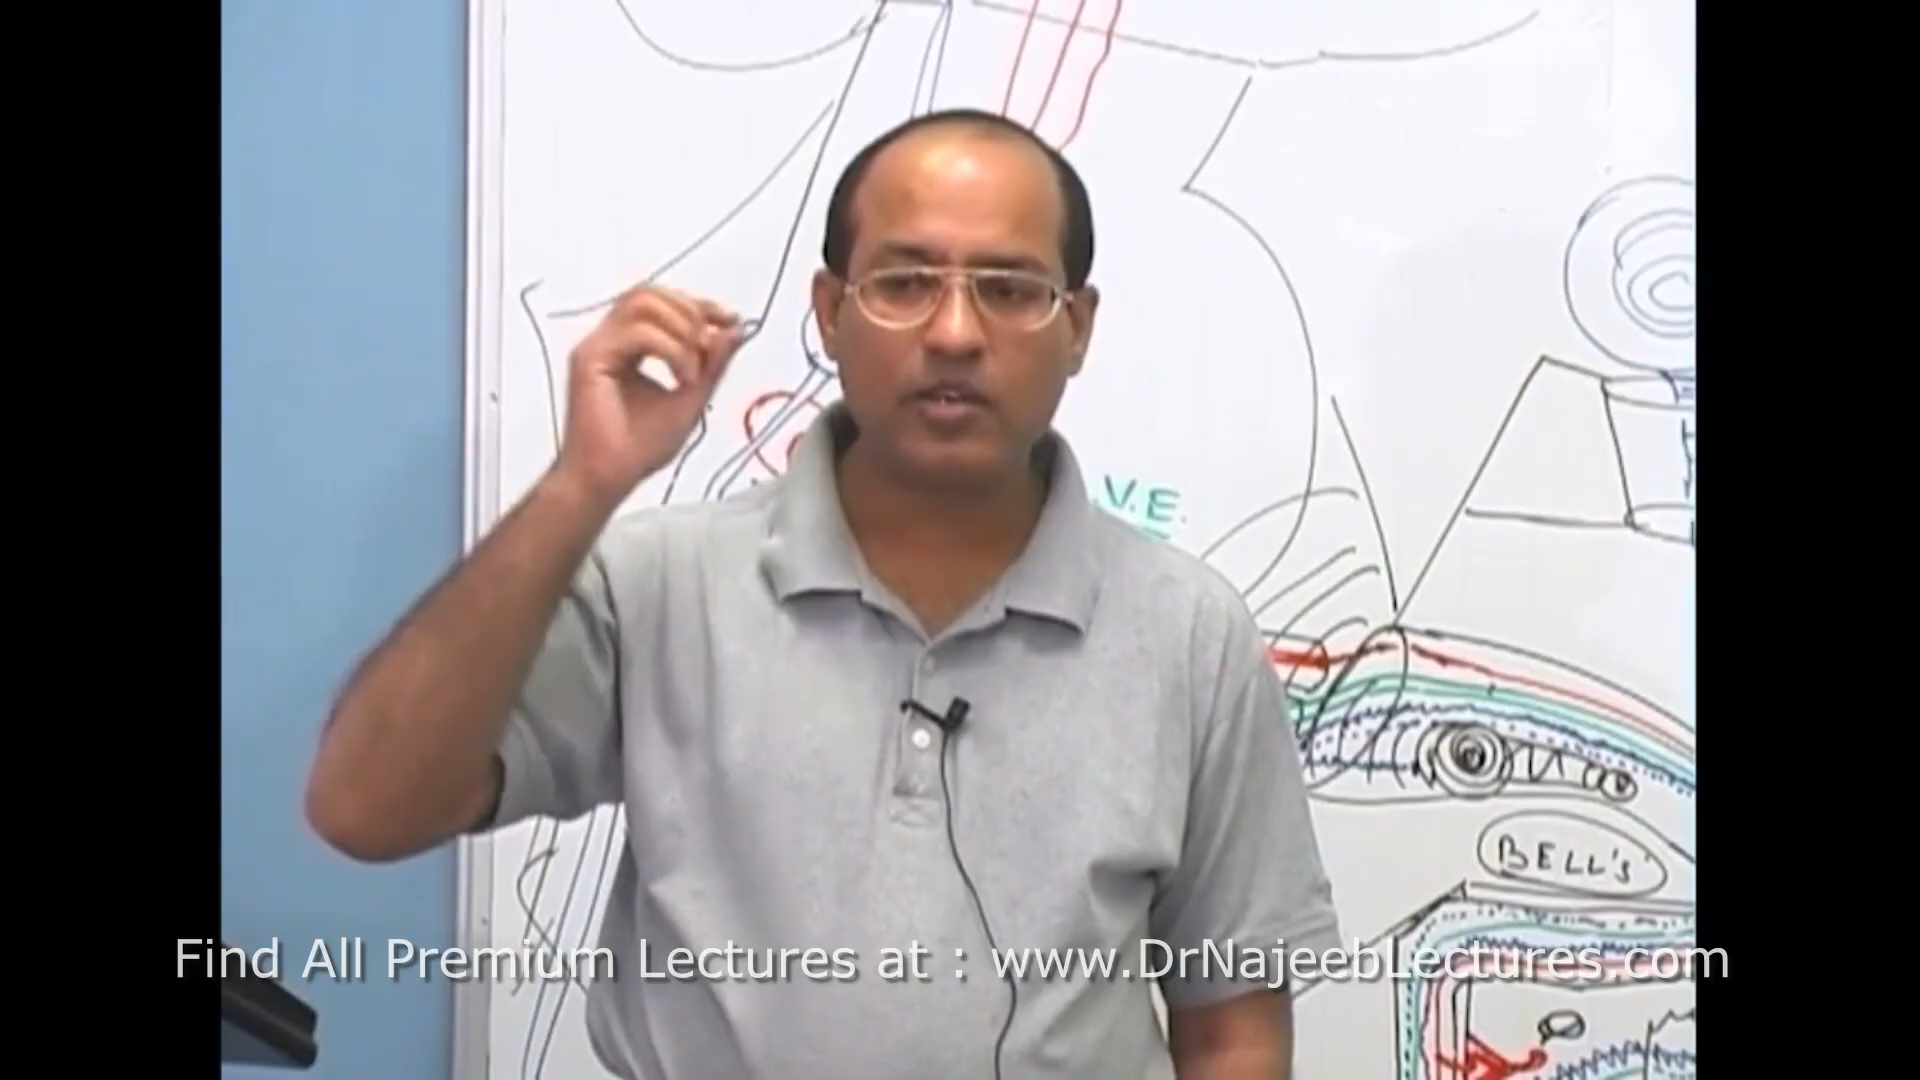 .V.E.
BELL's
Find All Premium Lectures at : www.DrNajeebLectures.com